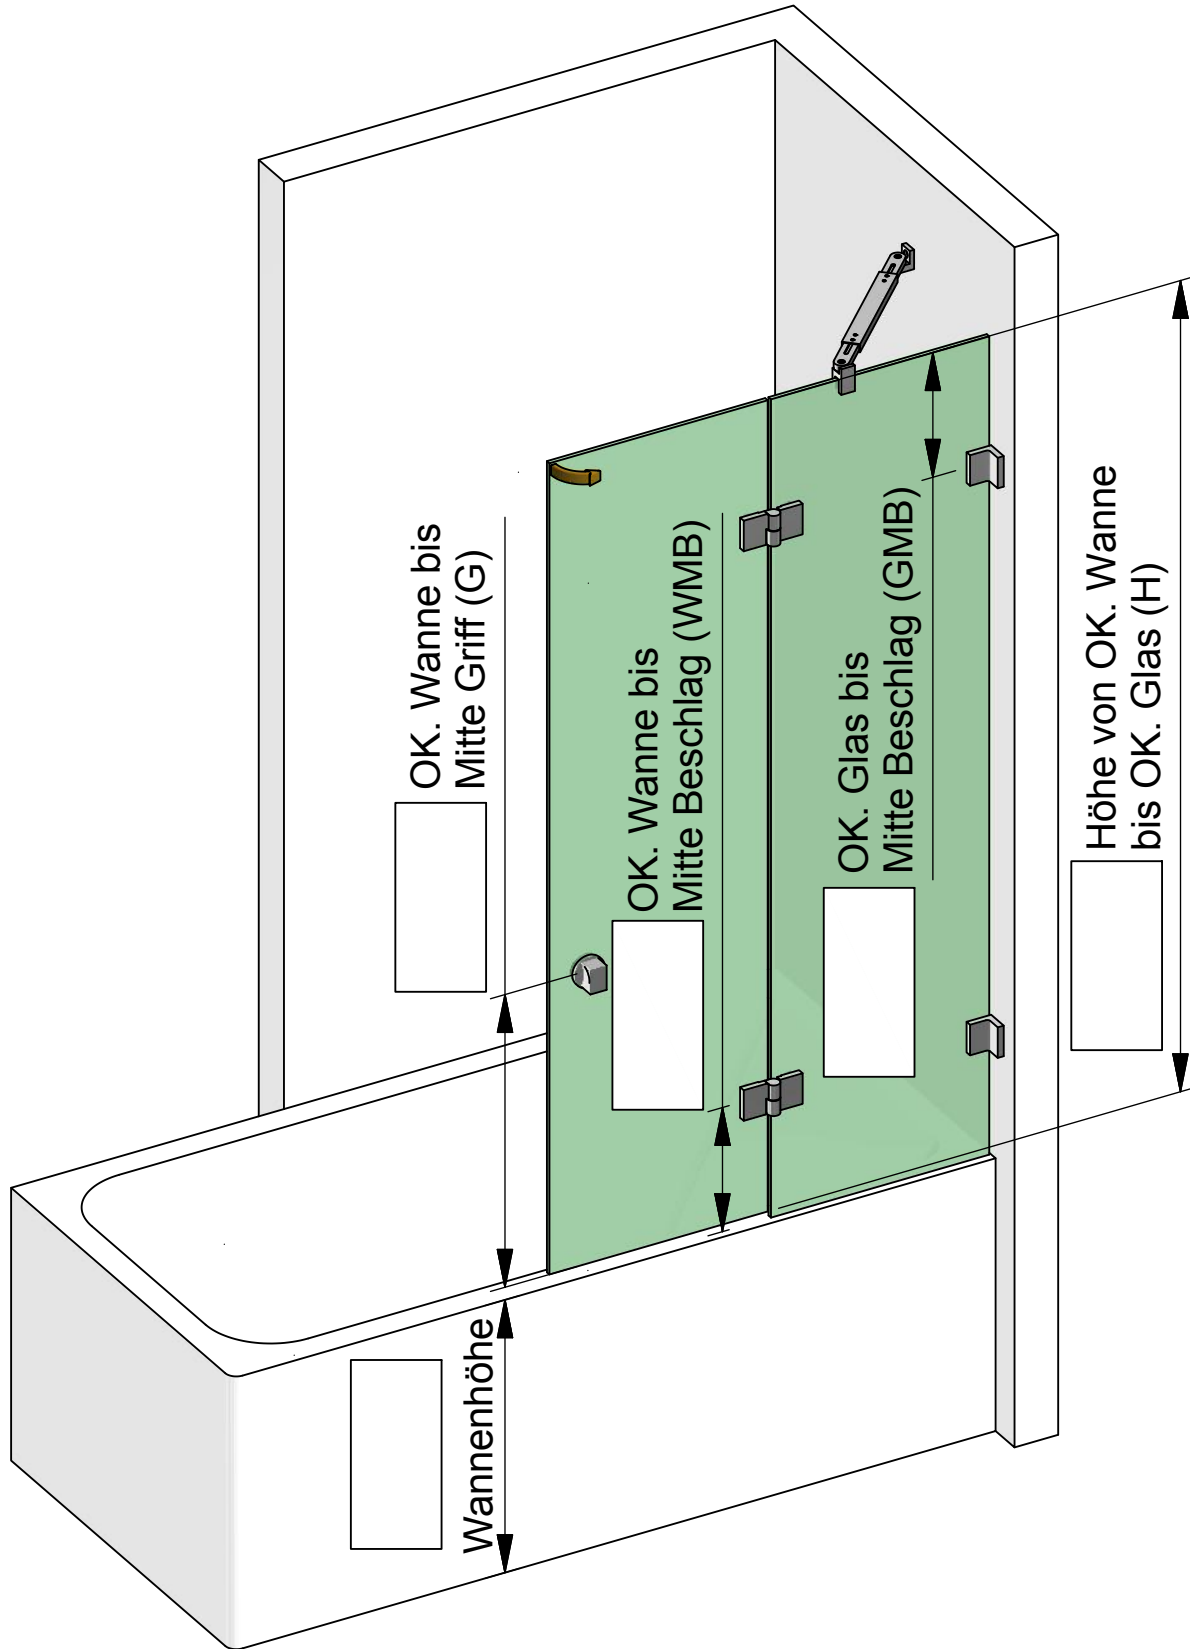 OK. Wanne bis
Mitte Griff (G)
OK. Wanne bis
Mitte Beschlag (WMB)
OK. Glas bis
Mitte Beschlag (GMB)
Höhe von OK. Wanne
bis OK. Glas (H)
Wannenhöhe